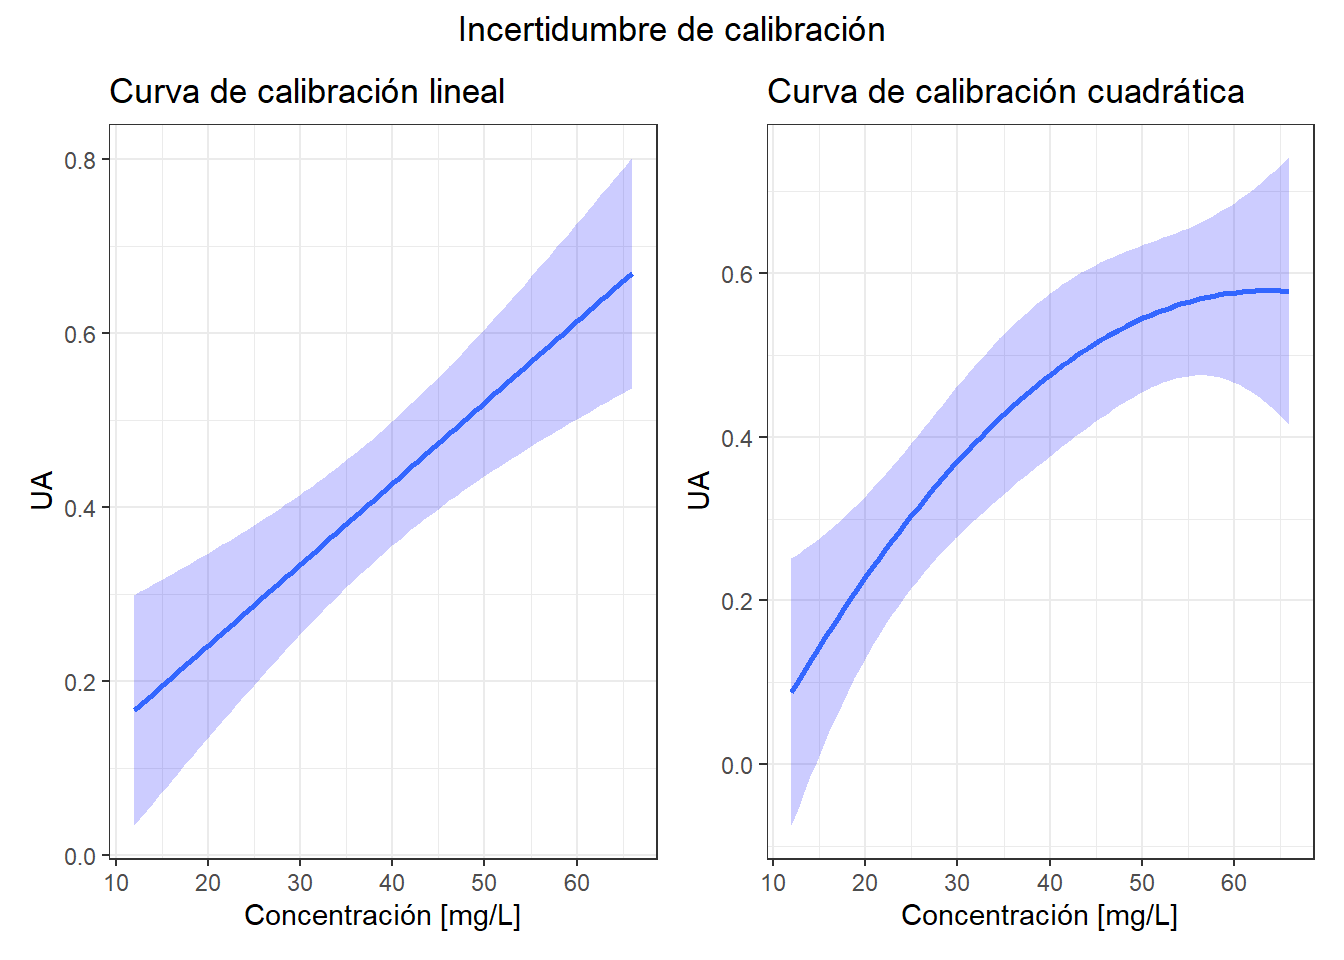 Incertidumbre de calibración
Curva de calibración lineal
Curva de calibración cuadrática
0.8
0.6
0.4
0.2
0.0
UA
10 20 30 40 50 60
Concentración [mg/L]
0.6
0.4
0.2
0.0
UA
10 20 30 40 50 60
Concentración [mg/L]